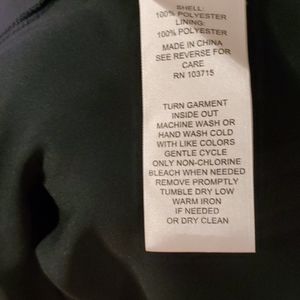 SHELL:
100% POLYESTER
LINING:
100% POLYESTER
MADE IN CHINA
SEE REVERSE FOR
CARE
RN 103715
TURN GARMENT
INSIDE OUT
MACHINE WASH OR
HAND WASH COLD
WITH LIKE COLORS
GENTLE CYCLE
ONLY NON-CHLORINE
BLEACH WHEN NEEDED
REMOVE PROMPTLY
TUMBLE DRY LOW
WARM IRON
IF NEEDED
OR DRY CLEAN